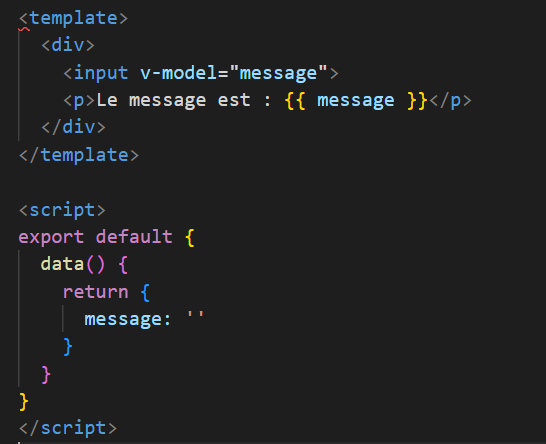 <template>
  <div>
    <input v-model="message">
    <p>Le message est : {{ message }}</p>
  </div>
</template>

<script>
export default {
  data() {
    return {
      message: ''
    }
  }
}
</script>